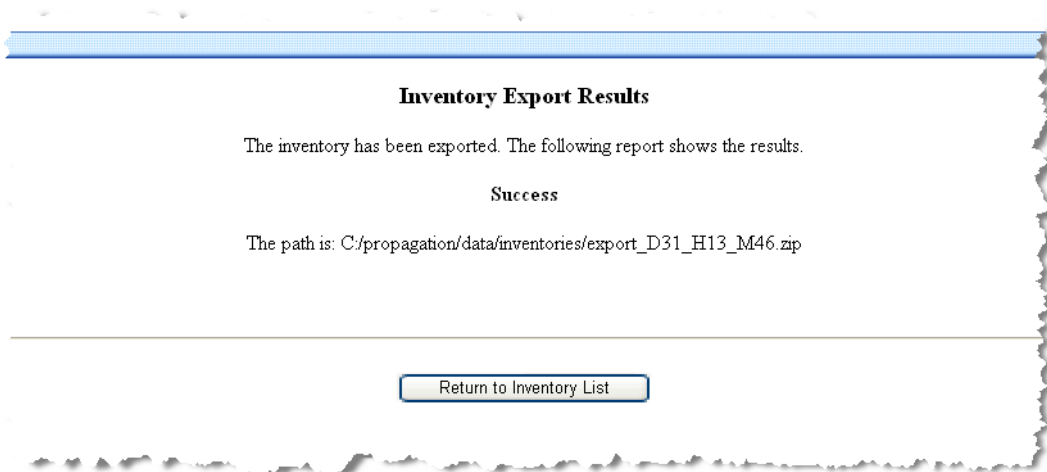 Inventory Export Results
The inventory has been exported. The following report shows the results.
Success
The path is: C:/propagation/data/inventories/export_D31_H13_M46.zip
Return to Inventory List